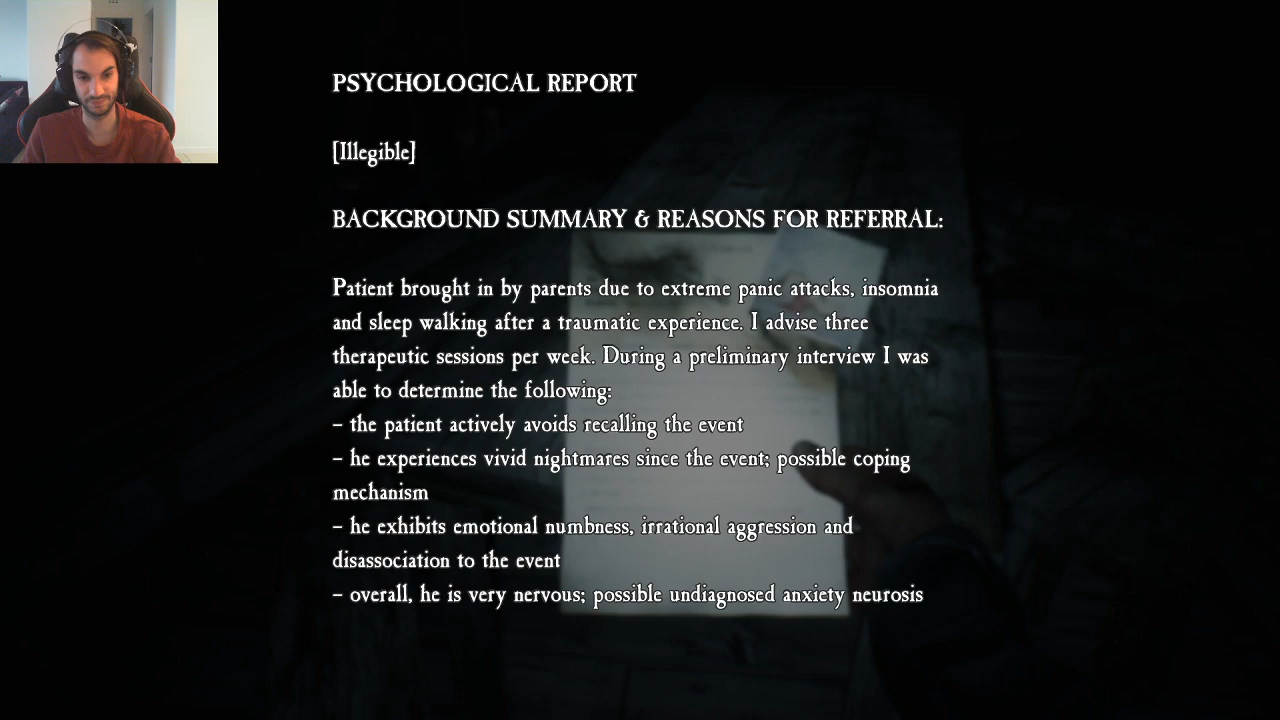 PSYCHOLOGICAL REPORT
[Illegible]
BACKGROUND SUMMARY & REASONS FOR REFERRAL:
Patient brought in by parents due to extreme panic attacks, insomnia
and sleep walking after a traumatic experience. I advise three
therapeutic sessions per week. During a preliminary interview I was
able to determine the following:
- the patient actively avoids recalling the event
- he experiences vivid nightmares since the event; possible coping
mechanism
- he exhibits emotional numbness, irrational aggression and
disassociation to the event
- overall, he is very nervous; possible undiagnosed anxiety neurosis